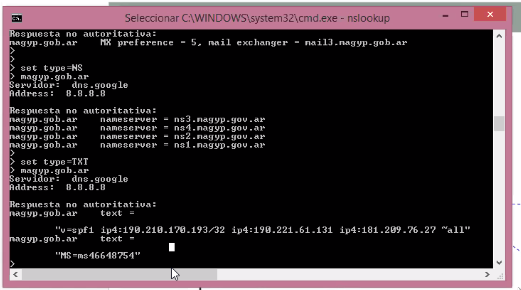 Seleccionar C:\WINDOWS\system32\cmd.exe - nslookup
Respuesta no autoritativa:
magyp.gob.ar    MX preference = 5, mail exchanger = mail3.magyp.gob.ar
>
>
> set type=NS
> magyp.gob.ar
Servidor:  dns.google
Address:  8.8.8.8
Respuesta no autoritativa:
magyp.gob.ar    nameserver = ns3.magyp.gov.ar
magyp.gob.ar    nameserver = ns4.magyp.gov.ar
magyp.gob.ar    nameserver = ns2.magyp.gov.ar
magyp.gob.ar    nameserver = ns1.magyp.gov.ar
> set type=TXT
> magyp.gob.ar
Servidor:  dns.google
Address:  8.8.8.8
Respuesta no autoritativa:
magyp.gob.ar    text =
"v=spf1 ip4:190.210.170.193/32 ip4:190.221.61.131 ip4:181.209.76.27 ~all"
magyp.gob.ar    text =
"MS=ms46648754"
>